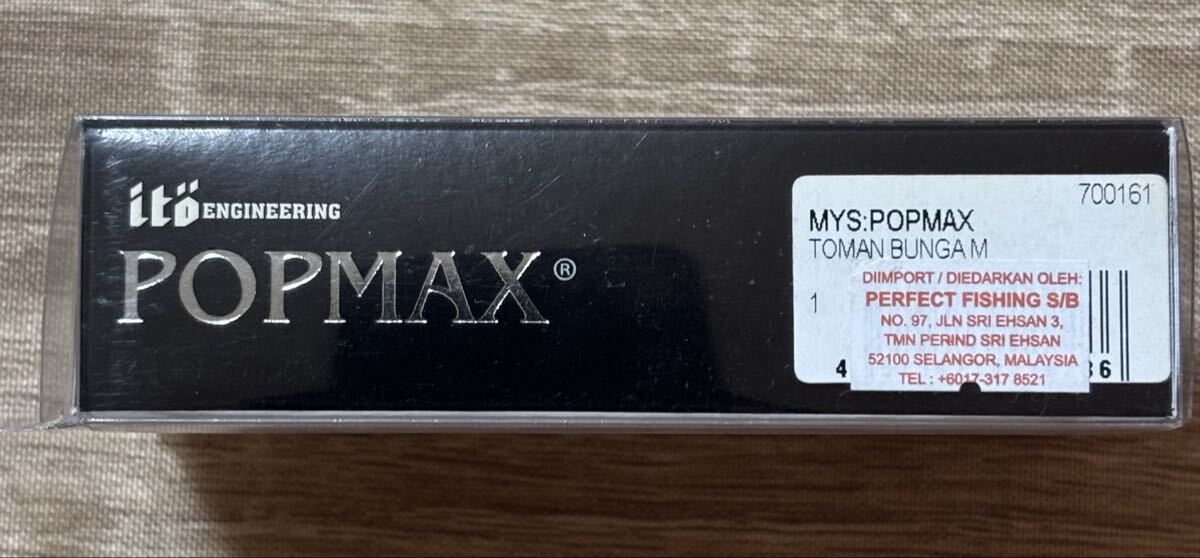 itö ENGINEERING
POPMAX®
700161
MYS:POPMAX
TOMAN BUNGA M
1
DIIMPORT / DIEDARKAN OLEH:
PERFECT FISHING S/B
NO. 97, JLN SRI EHSAN 3,
TMN PERIND SRI EHSAN
52100 SELANGOR, MALAYSIA
TEL : +6017-317 8521
4
36